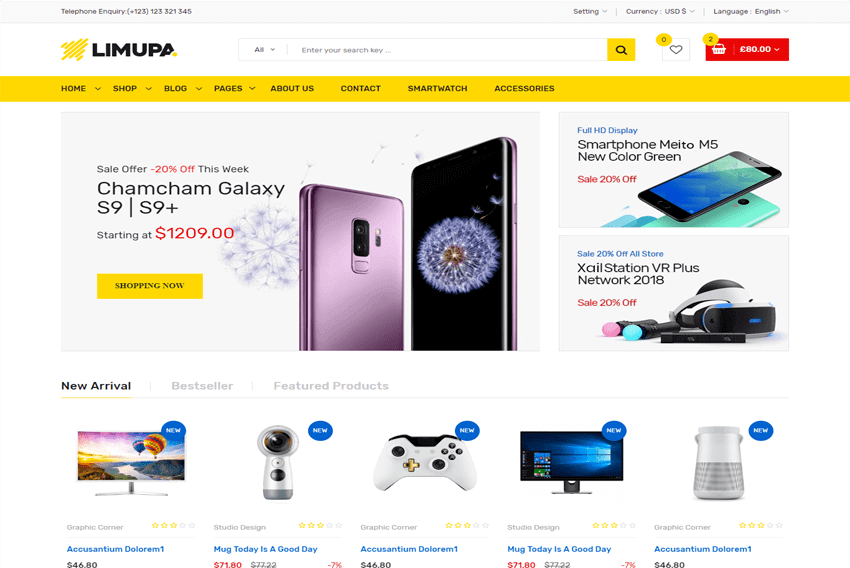 Telephone Enquiry:(+123) 123 321 345
Setting
Currency : USD $
Language : English
LIMUPA.
All
Enter your search key ...
0
2
£80.00
HOME
SHOP
BLOG
PAGES
ABOUT US
CONTACT
SMARTWATCH
ACCESSORIES
Sale Offer -20% Off This Week
Chamcham Galaxy
S9 | S9+
Starting at $1209.00
SHOPPING NOW
Full HD Display
Smartphone Meito M5
New Color Green
Sale 20% Off
Sale 20% Off All Store
Xail Station VR Plus
Network 2018
Sale 20% Off
New Arrival
Bestseller
Featured Products
NEW
NEW
NEW
NEW
NEW
Graphic Corner
Studio Design
Graphic Corner
Studio Design
Graphic Corner
Accusantium Dolorem1
Mug Today Is A Good Day
Accusantium Dolorem1
Mug Today Is A Good Day
Accusantium Dolorem1
$46.80
$71.80 $77.22 -7%
$46.80
$71.80 $77.22 -7%
$46.80